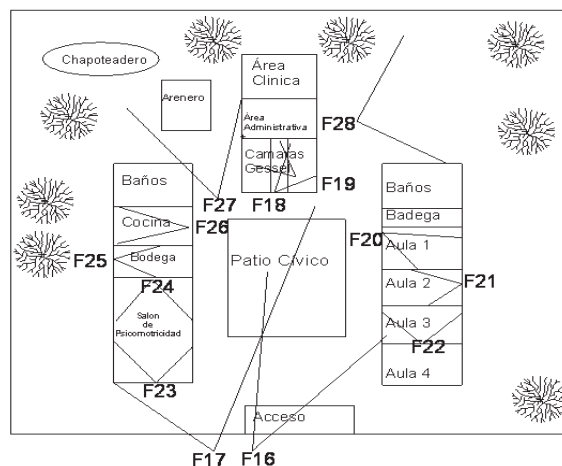 Chapoteadero
Área
Clinica
Arenero
Área
Administrativa
F28
Camaras
Gessel
F19
F27
F18
Baños
Cocina
F26
F25
Bodega
F24
Salon
de
Psicomotricidad
F23
Patio Cívico
Baños
Badega
F20
Aula 1
Aula 2
F21
Aula 3
F22
Aula 4
Acceso
F17
F16